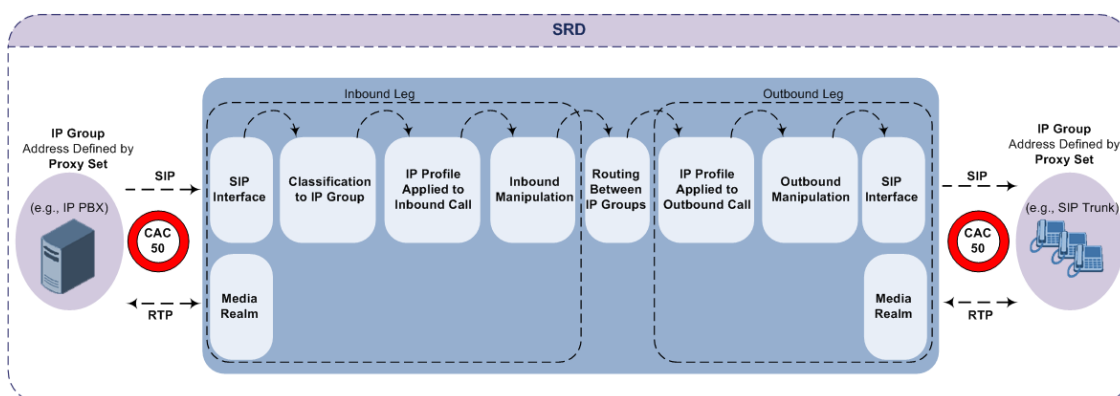 SRD
Inbound Leg
Outbound Leg
IP Group
Address Defined by
Proxy Set
(e.g., IP PBX)
SIP
CAC
50
RTP
SIP
Interface
Classification
to IP Group
IP Profile
Applied to
Inbound Call
Inbound
Manipulation
Routing
Between
IP Groups
IP Profile
Applied to
Outbound Call
Outbound
Manipulation
SIP
Interface
Media
Realm
Media
Realm
SIP
CAC
50
RTP
IP Group
Address Defined by
Proxy Set
(e.g., SIP Trunk)